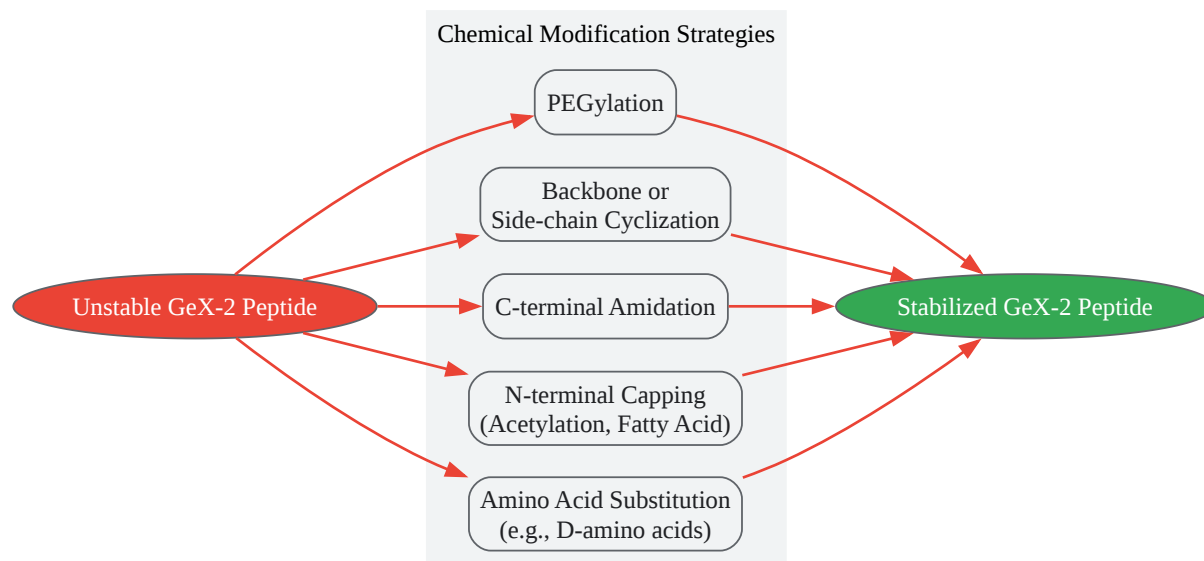 Chemical Modification Strategies
PEGylation
Backbone or
Side-chain Cyclization
Unstable GeX-2 Peptide
C-terminal Amidation
Stabilized GeX-2 Peptide
N-terminal Capping
(Acetylation, Fatty Acid)
Amino Acid Substitution
(e.g., D-amino acids)